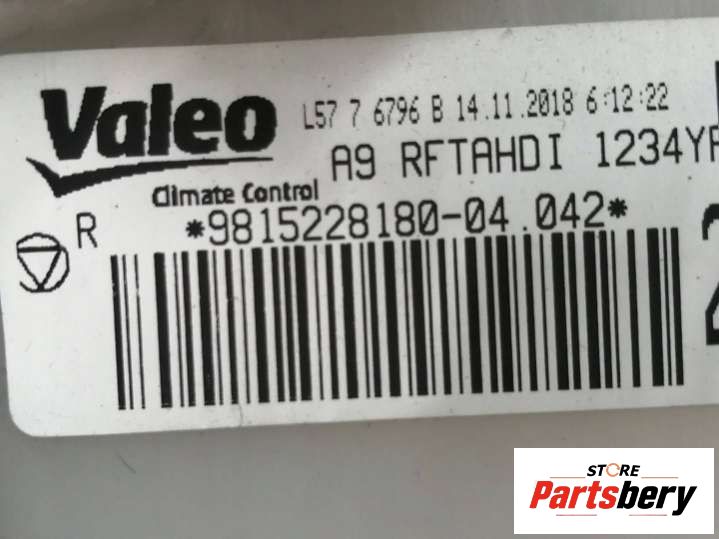 Valeo
L57 7 6796 B 14.11.2018 6:12:22
A9 RFTAHDI 1234YR
Climate Control
R
*9815228180-04.042*
STORE
Partsbery